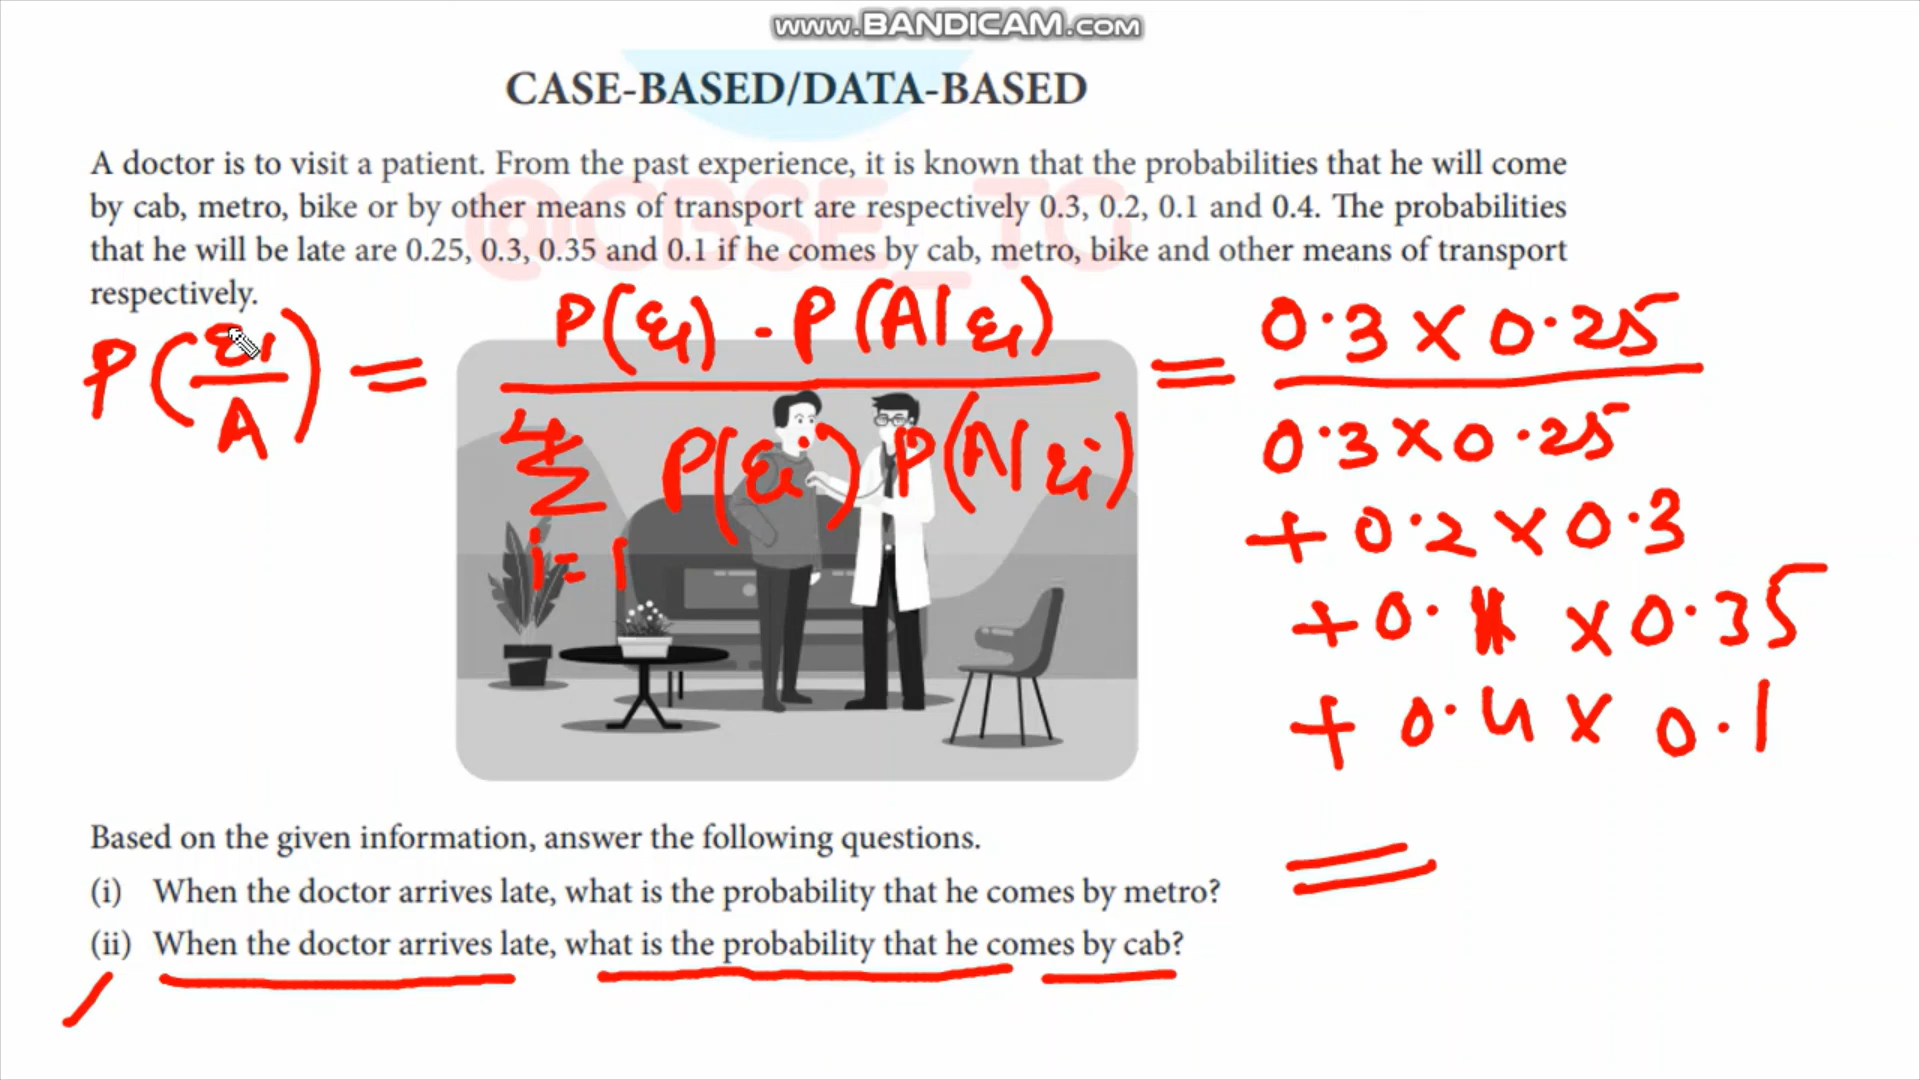 www.BANDICAM.com
CASE-BASED/DATA-BASED
@CBSE_TG
A doctor is to visit a patient. From the past experience, it is known that the probabilities that he will come
by cab, metro, bike or by other means of transport are respectively 0.3, 0.2, 0.1 and 0.4. The probabilities
that he will be late are 0.25, 0.3, 0.35 and 0.1 if he comes by cab, metro, bike and other means of transport
respectively.
P(E1/A) = P(E1) . P(A|E1) / 4 Σ i=1 P(Ei) P(A|Ei) = 0.3 × 0.25
0.3 × 0.25
+ 0.2 × 0.3
+ 0.1 × 0.35
+ 0.4 × 0.1
=
Based on the given information, answer the following questions.
(i) When the doctor arrives late, what is the probability that he comes by metro?
(ii) When the doctor arrives late, what is the probability that he comes by cab?